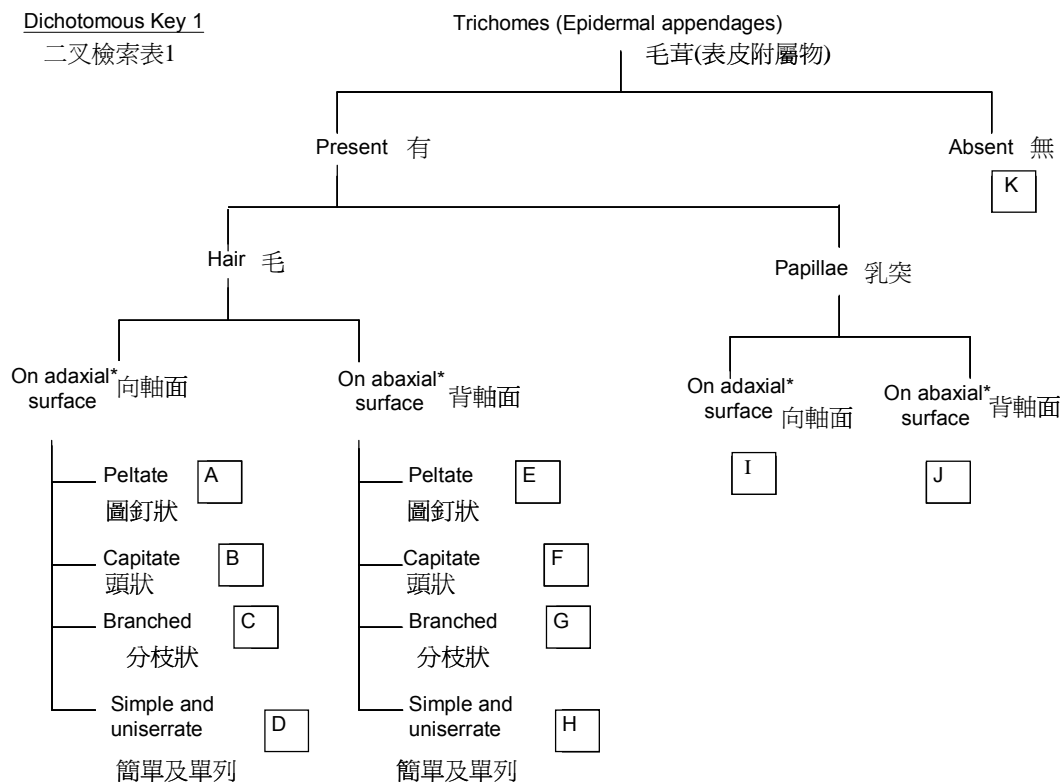 Dichotomous Key 1
二叉檢索表1
Trichomes (Epidermal appendages)
毛茸(表皮附屬物)
Present 有
Absent 無
K
Hair 毛
Papillae 乳突
On adaxial* 向軸面
surface
On abaxial* 背軸面
surface
On adaxial*
surface 向軸面
On abaxial* 背軸面
surface
I
J
Peltate A
圖釘狀
Capitate B
頭狀
Branched C
分枝狀
Simple and
uniserrate D
簡單及單列
Peltate E
圖釘狀
Capitate F
頭狀
Branched G
分枝狀
Simple and
uniserrate H
簡單及單列